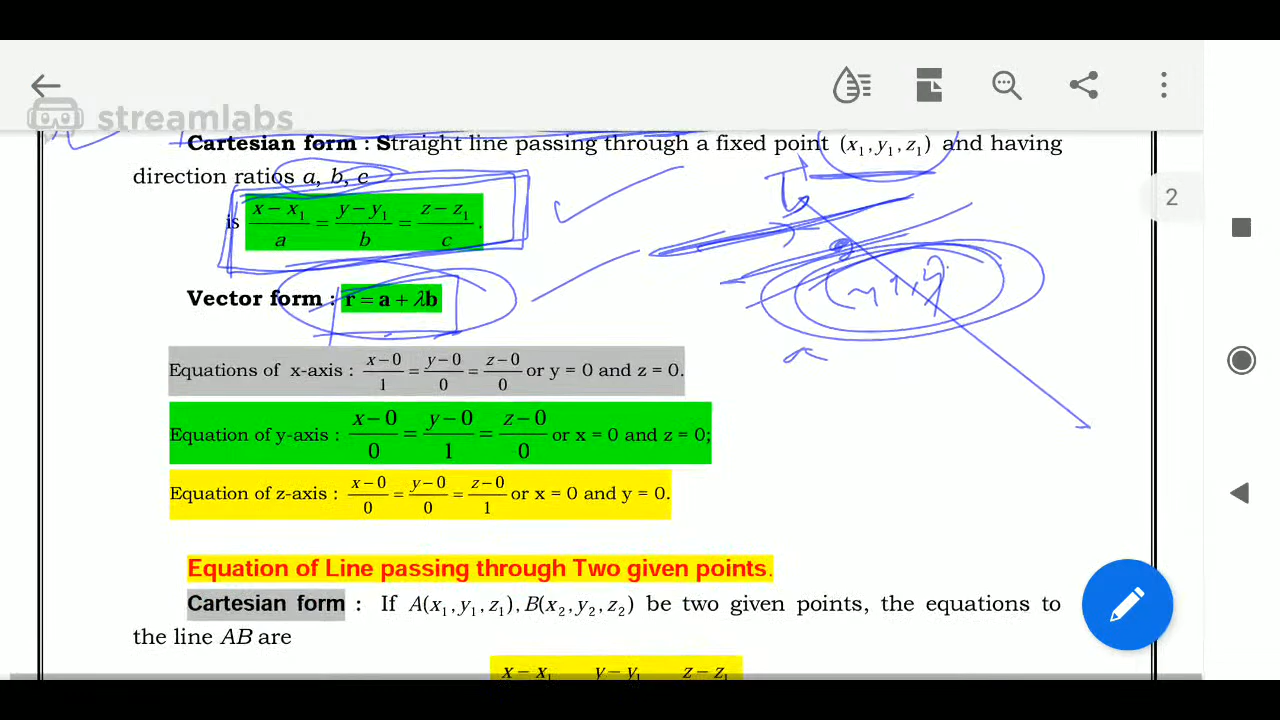 streamlabs
2
Cartesian form : Straight line passing through a fixed point (x₁, y₁, z₁) and having
direction ratios a, b, c
is (x − x₁)/a = (y − y₁)/b = (z − z₁)/c.
Vector form : r = a + λb
Equations of x-axis : (x − 0)/1 = (y − 0)/0 = (z − 0)/0 or y = 0 and z = 0.
Equation of y-axis : (x − 0)/0 = (y − 0)/1 = (z − 0)/0 or x = 0 and z = 0;
Equation of z-axis : (x − 0)/0 = (y − 0)/0 = (z − 0)/1 or x = 0 and y = 0.
Equation of Line passing through Two given points.
Cartesian form : If A(x₁, y₁, z₁), B(x₂, y₂, z₂) be two given points, the equations to
the line AB are
x − x₁ y − y₁ z − z₁